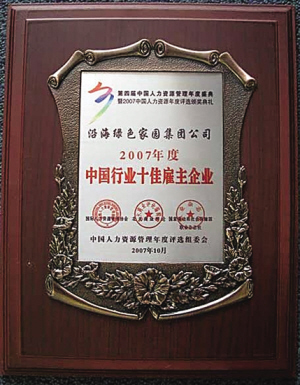 第四届中国人力资源管理年度盛典
暨2007中国人力资源年度评选颁奖典礼
沿海绿色家园集团公司
2007年度
中国行业十佳雇主企业
中国人力资源管理年度评选组委会
2007年10月